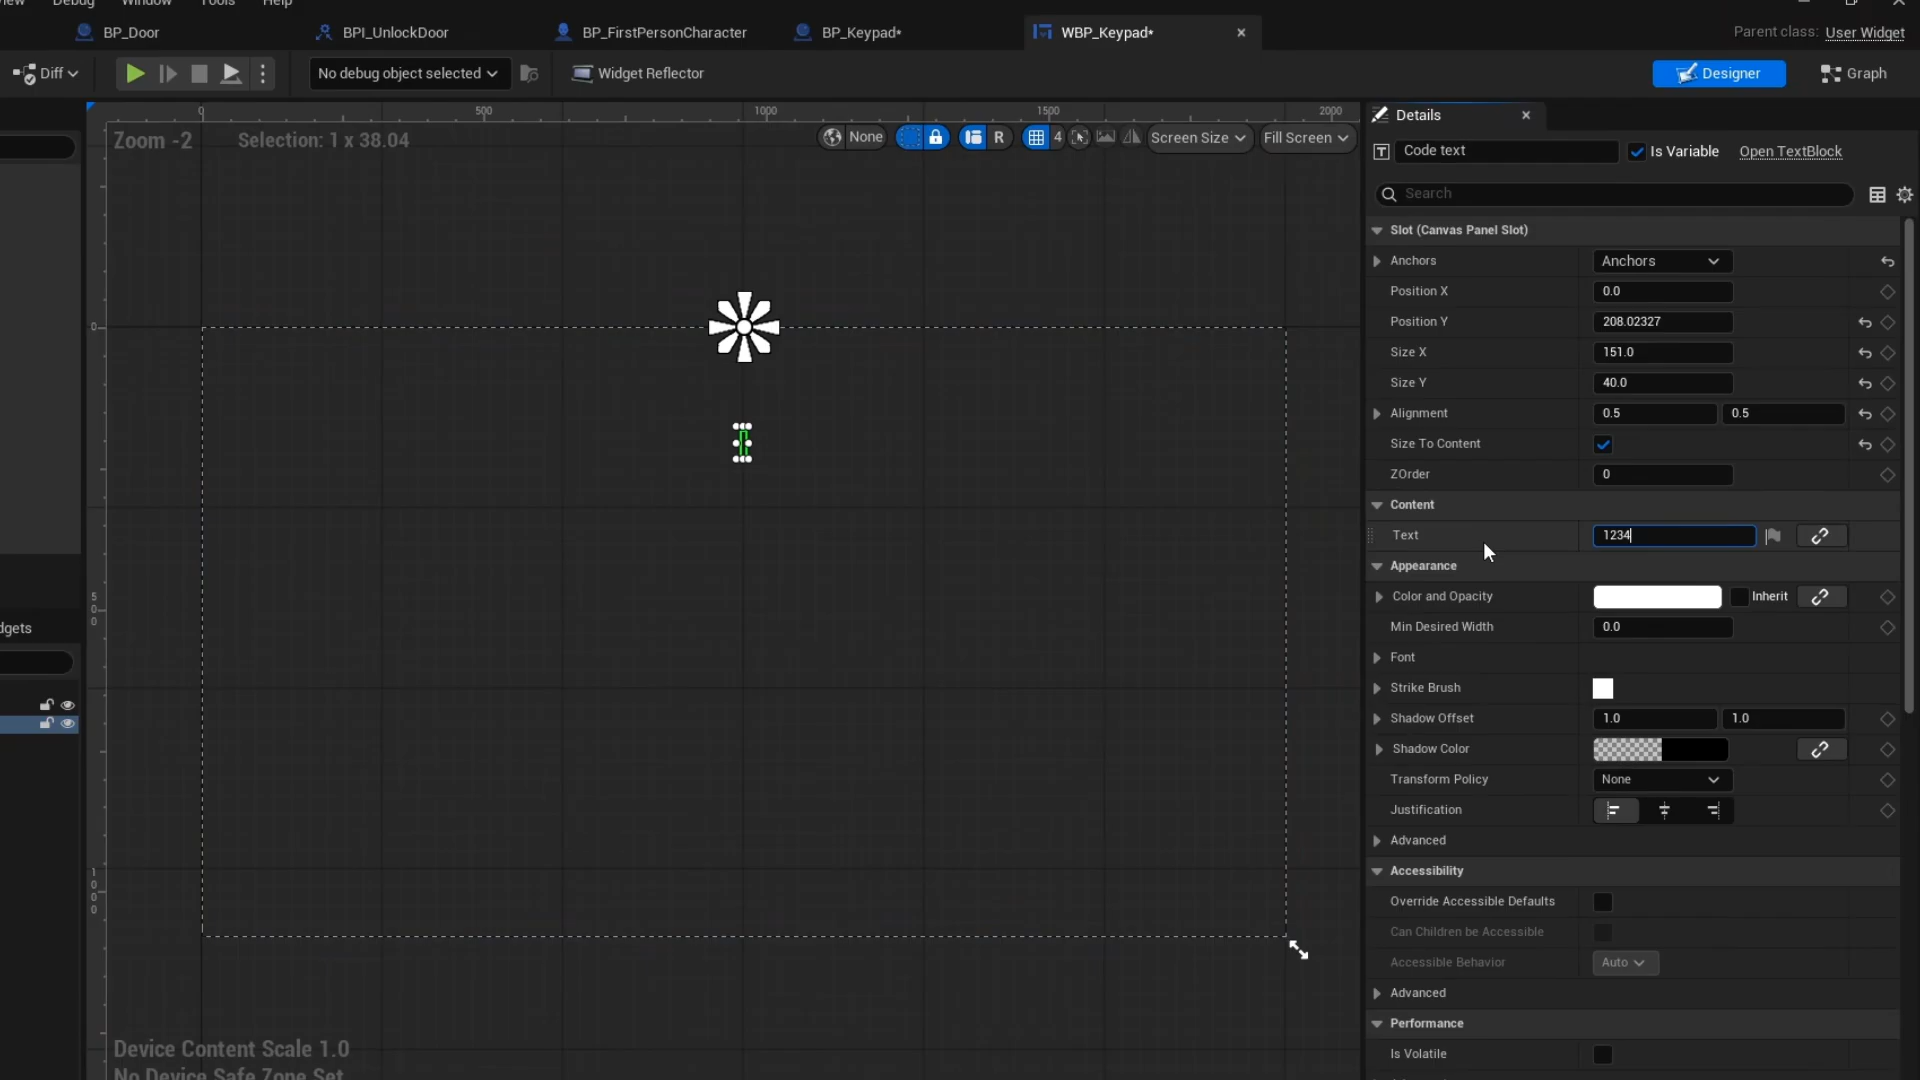 iew Debug Window Tools Help
BP_Door BPI_UnlockDoor BP_FirstPersonCharacter BP_Keypad* WBP_Keypad* Parent class: User Widget
Diff No debug object selected Widget Reflector Designer Graph
0 500 1000 1500 2000
Zoom -2 Selection: 1 x 38.04 None R 4 Screen Size Fill Screen
Details
Code text Is Variable Open TextBlock
Search
Slot (Canvas Panel Slot)
Anchors Anchors
Position X 0.0
Position Y 208.02327
Size X 151.0
Size Y 40.0
Alignment 0.5 0.5
Size To Content
ZOrder 0
Content
Text 1234
Appearance
Color and Opacity Inherit
Min Desired Width 0.0
Font
Strike Brush
Shadow Offset 1.0 1.0
Shadow Color
Transform Policy None
Justification
Advanced
Accessibility
Override Accessible Defaults
Can Children be Accessible
Accessible Behavior Auto
Advanced
Performance
Is Volatile
0
500
1000
dgets
Device Content Scale 1.0
No Device Safe Zone Set